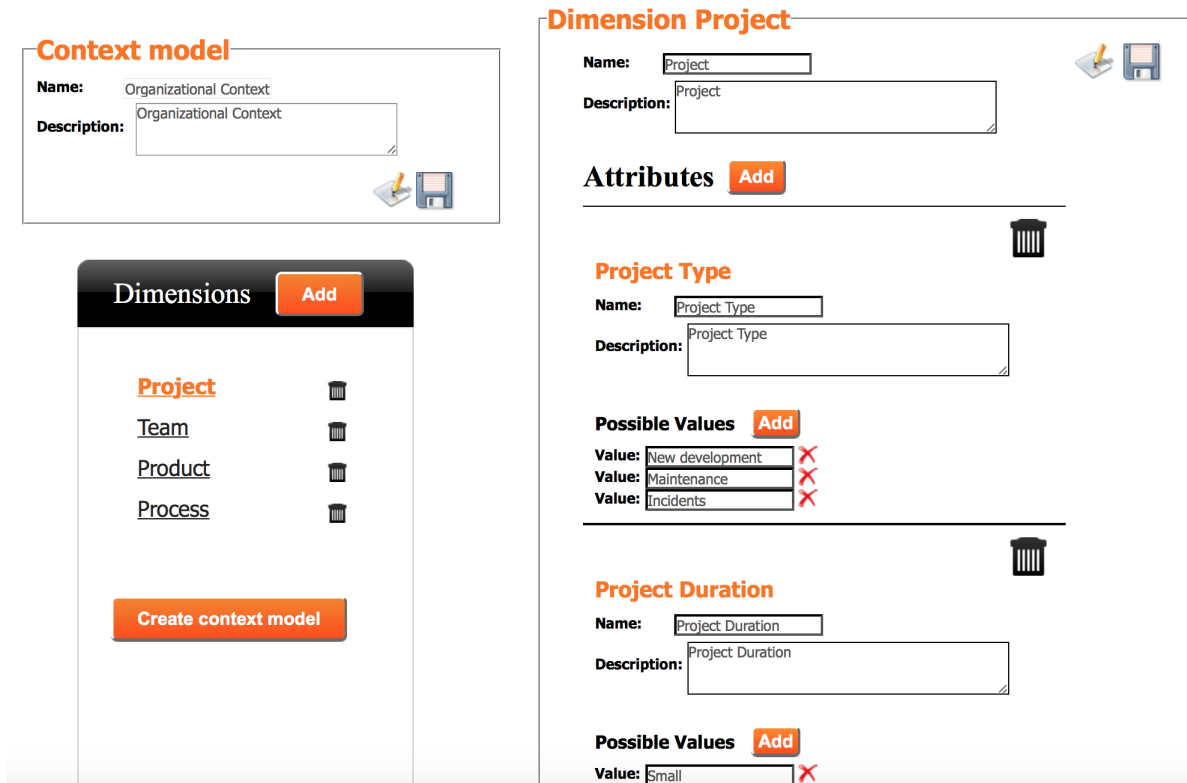 Context model
Name: Organizational Context
Description: Organizational Context
Dimensions Add
Project
Team
Product
Process
Create context model
Dimension Project
Name: Project
Description: Project
Attributes Add
Project Type
Name: Project Type
Description: Project Type
Possible Values Add
Value: New development
Value: Maintenance
Value: Incidents
Project Duration
Name: Project Duration
Description: Project Duration
Possible Values Add
Value: Small